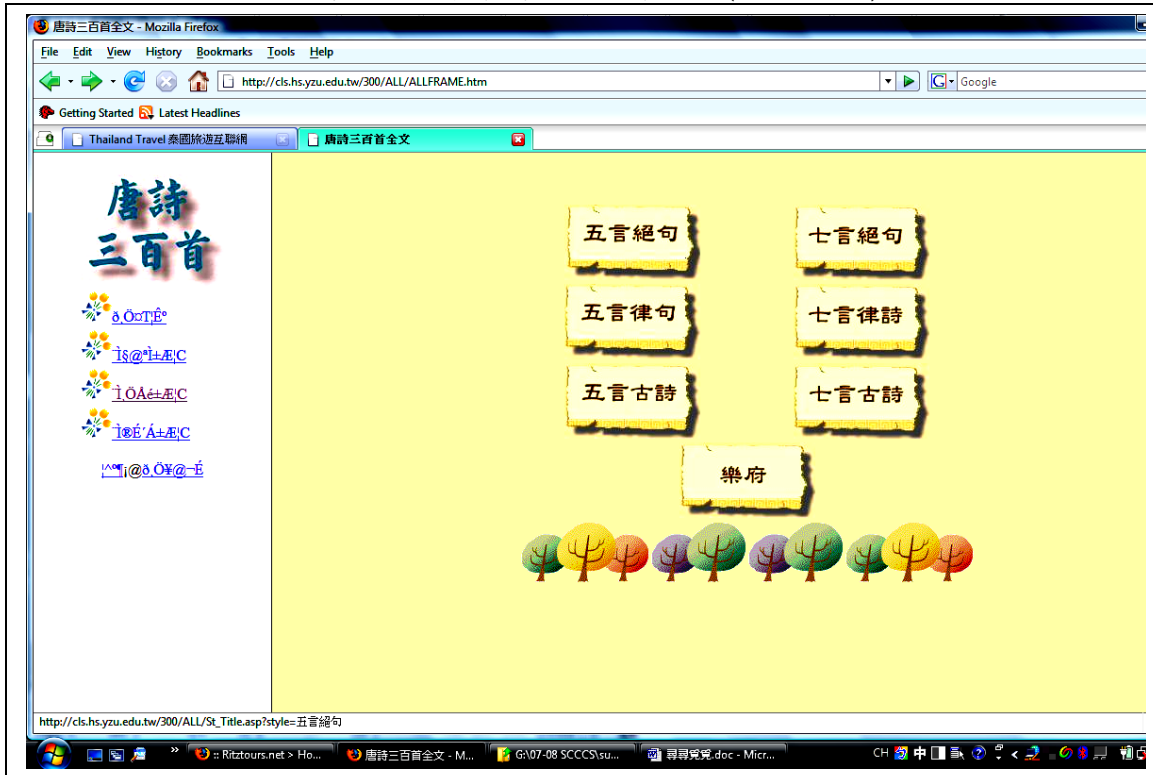 唐詩三百首全文 - Mozilla Firefox
File Edit View History Bookmarks Tools Help
http://cls.hs.yzu.edu.tw/300/ALL/ALLFRAME.htm
G Google
Getting Started Latest Headlines
Thailand Travel 泰國旅遊互聯網 唐詩三百首全文
唐詩
三百首
五言絕句 七言絕句
五言律句 七言律詩
五言古詩 七言古詩
樂府
ð¸Ö¤T¦Ê­º
Ì§@ªÌ±Æ¦C
Ì¸ÖÅé±Æ¦C
Ì®É´Á±Æ¦C
¦^­º­¶¡@ð¸Ö¥@¬É
http://cls.hs.yzu.edu.tw/300/ALL/St_Title.asp?style=五言絕句
:: Ritztours.net > Ho... 唐詩三百首全文 - M... G:\07-08 SCCCS\su... 尋尋覓覓.doc - Micr... CH 中